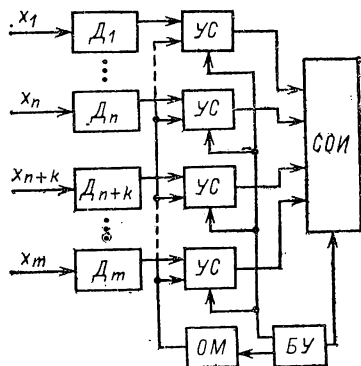 x1 Д1 УС
xn Дn УС
СОИ
xn+k Дn+k УС
xm Дm УС
ОМ БУ